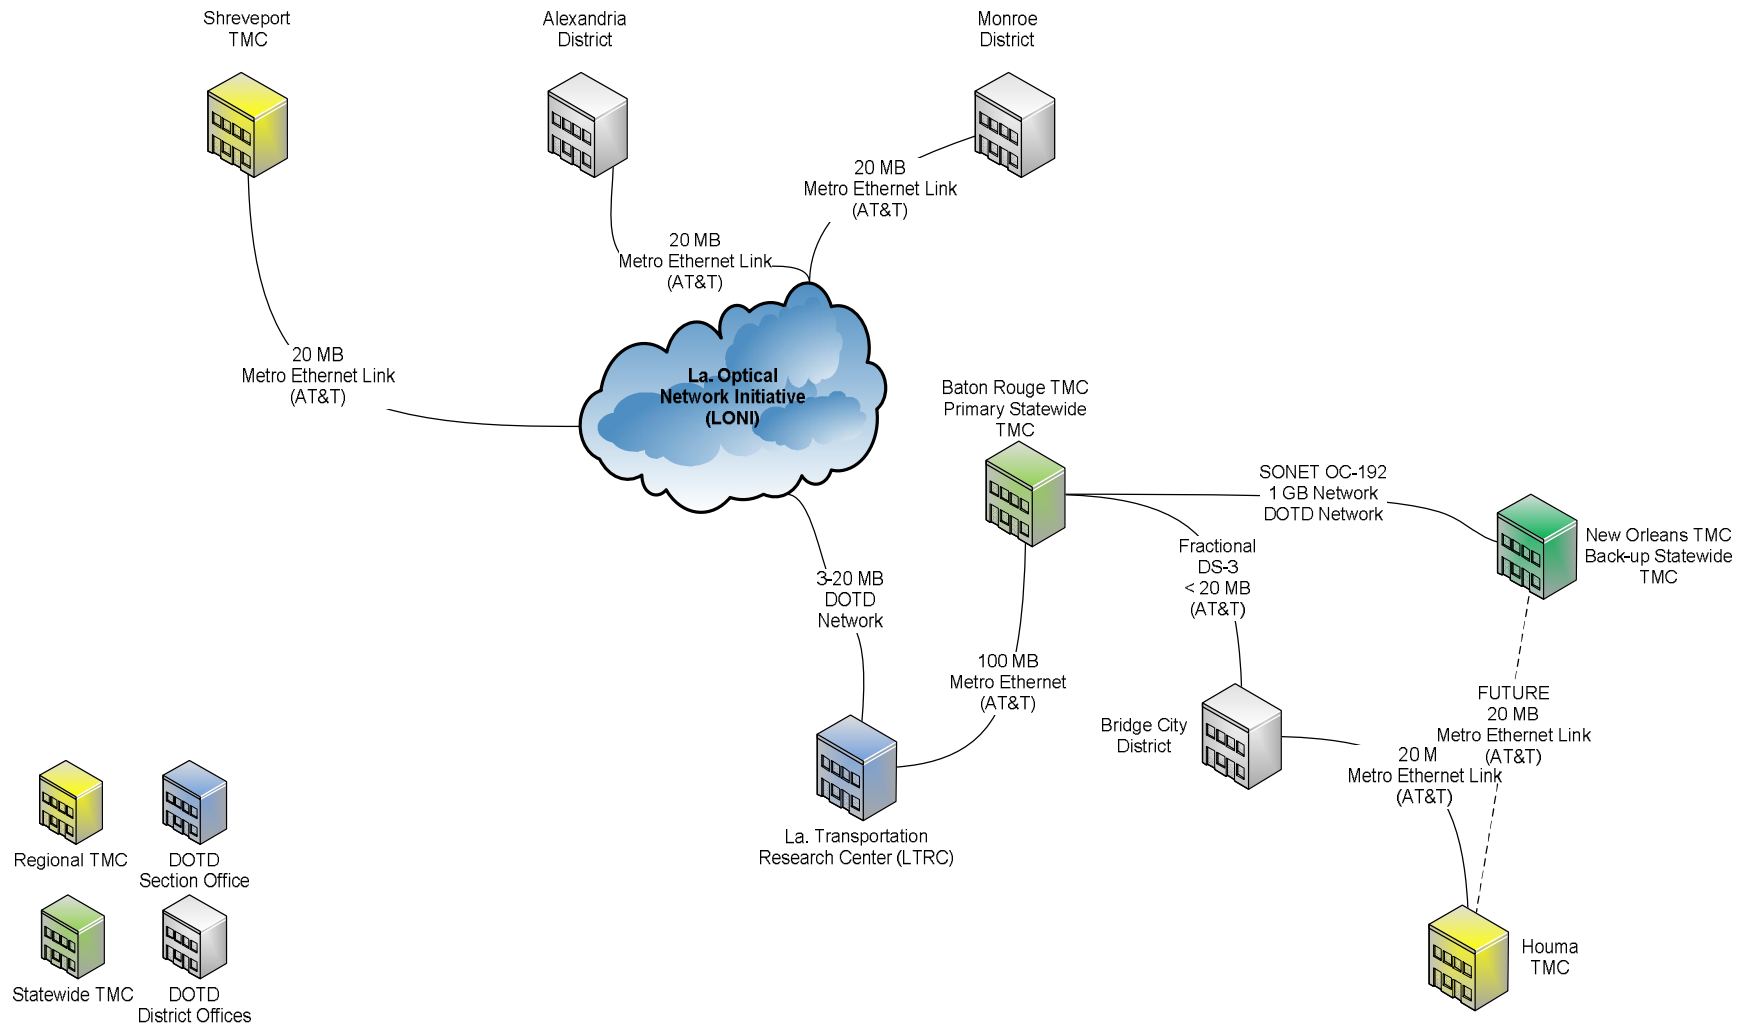 Shreveport
TMC
Alexandria
District
Monroe
District
20 MB
Metro Ethernet Link
(AT&T)
20 MB
Metro Ethernet Link
(AT&T)
20 MB
Metro Ethernet Link
(AT&T)
La. Optical
Network Initiative
(LONI)
Baton Rouge TMC
Primary Statewide
TMC
SONET OC-192
1 GB Network
DOTD Network
New Orleans TMC
Back-up Statewide
TMC
Fractional
DS-3
< 20 MB
(AT&T)
3-20 MB
DOTD
Network
100 MB
Metro Ethernet
(AT&T)
Bridge City
District
FUTURE
20 MB
Metro Ethernet Link
(AT&T)
20 M
Metro Ethernet Link
(AT&T)
La. Transportation
Research Center (LTRC)
Houma
TMC
Regional TMC
DOTD
Section Office
Statewide TMC
DOTD
District Offices